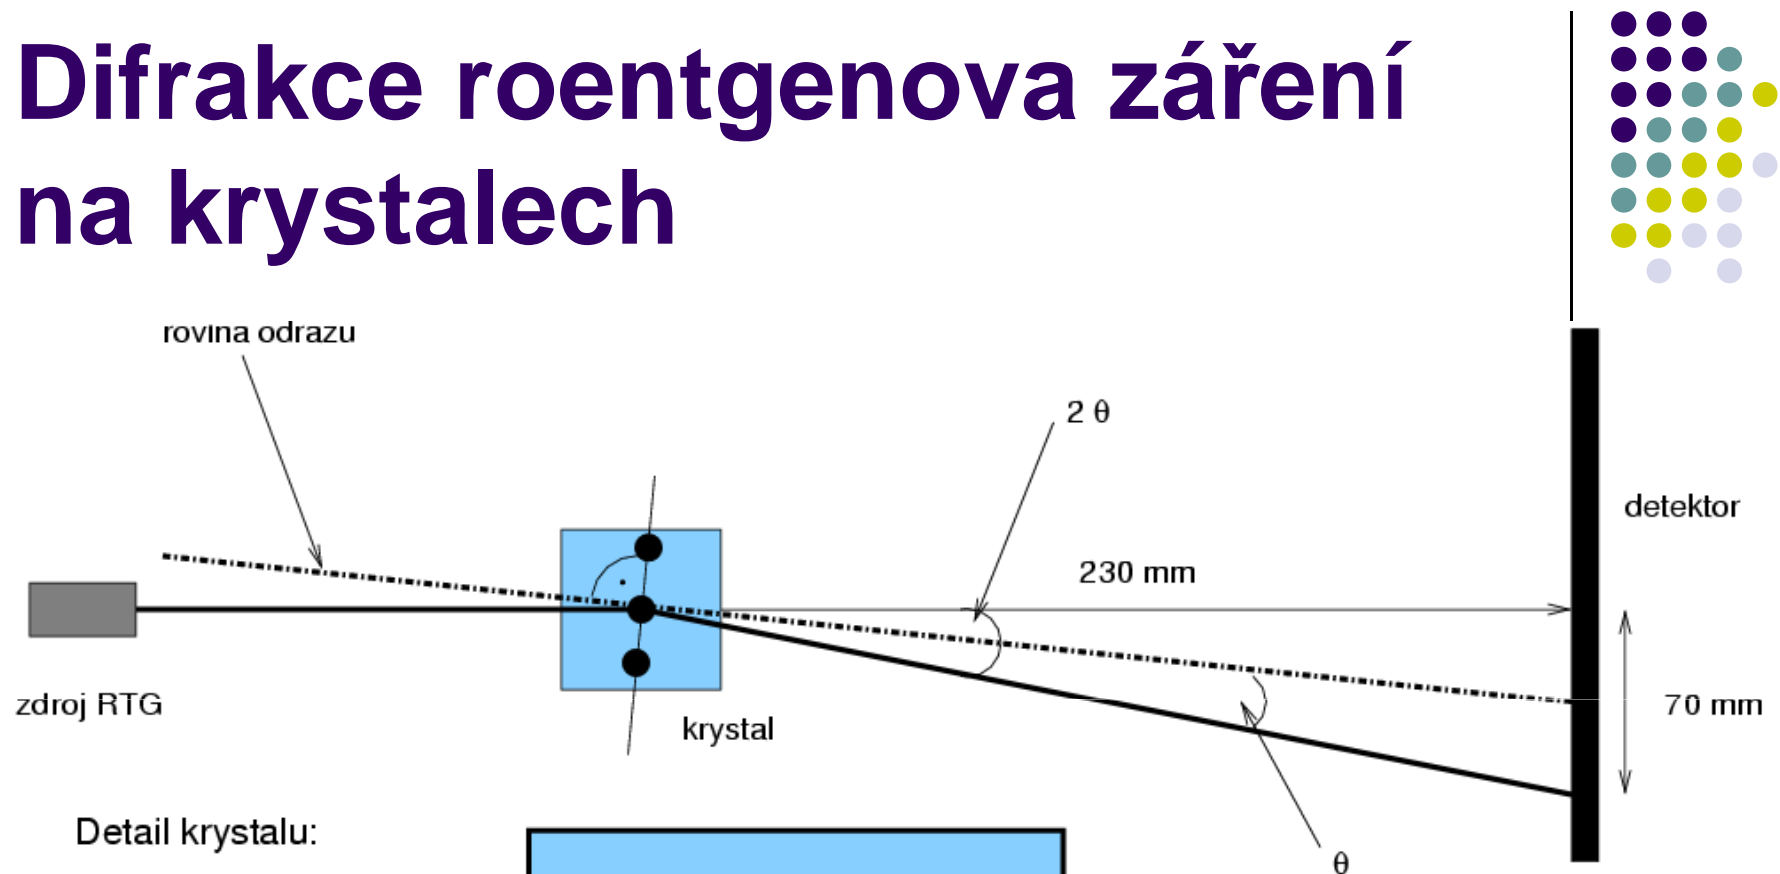 Difrakce roentgenova záření
na krystalech
rovina odrazu
2 θ
detektor
230 mm
zdroj RTG
krystal
70 mm
Detail krystalu:
θ